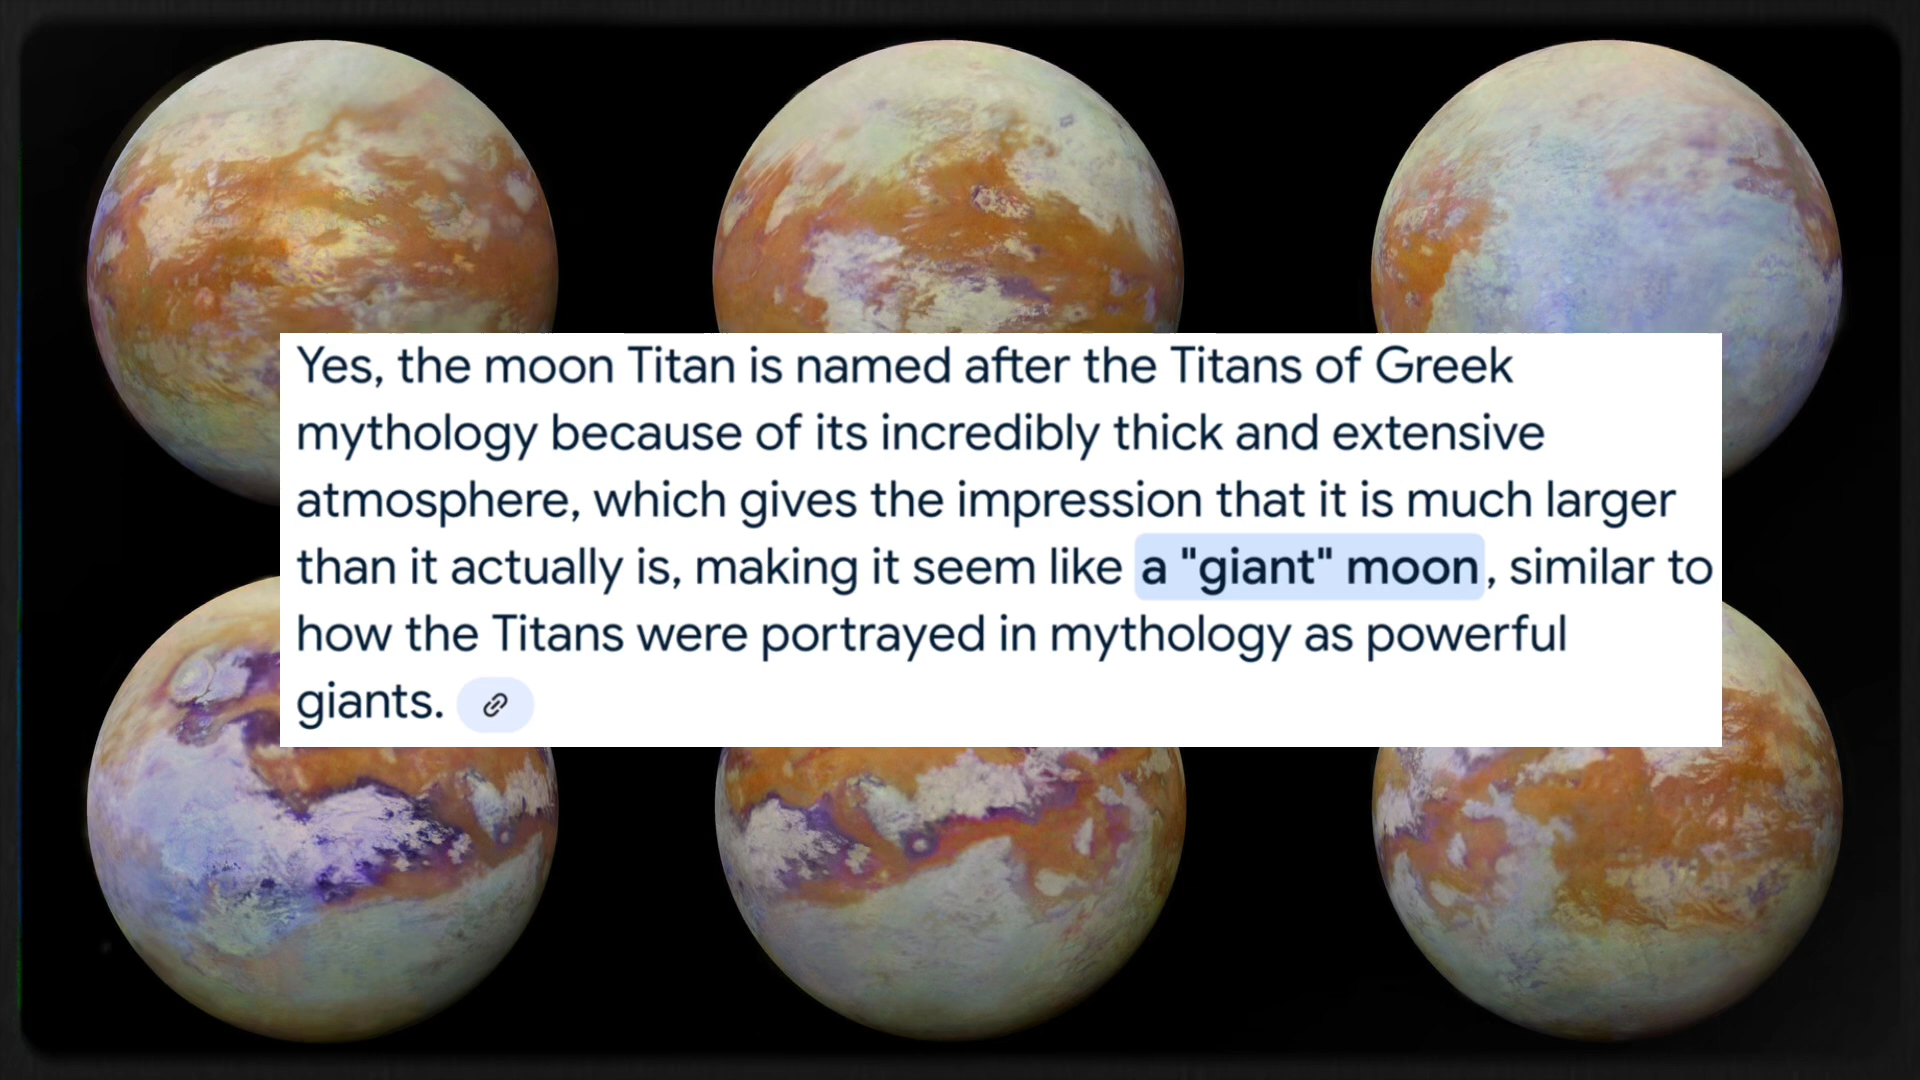 Yes, the moon Titan is named after the Titans of Greek
mythology because of its incredibly thick and extensive
atmosphere, which gives the impression that it is much larger
than it actually is, making it seem like a "giant" moon, similar to
how the Titans were portrayed in mythology as powerful
giants.